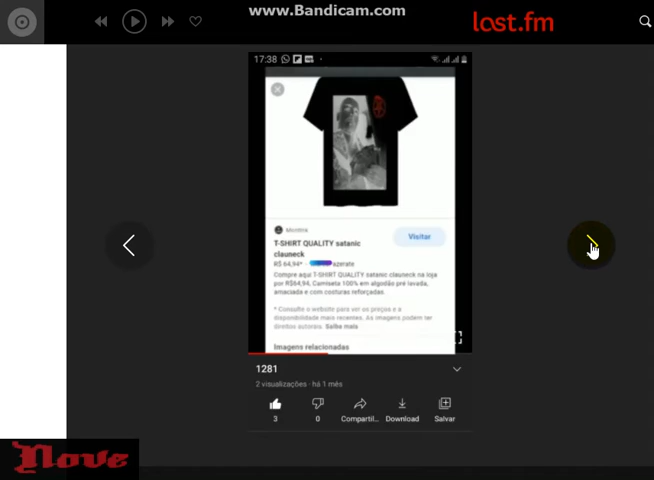 www.Bandicam.com
last.fm
17:38
Visitar
T-SHIRT QUALITY satanic
clauneck
R$ 64,94*
azerate
Compre aqui T-SHIRT QUALITY satanic clauneck na loja
por R$64,94. Camiseta 100% em algodão pré lavada,
amaciada e com costuras reforçadas.
* Consulte o website para ver os preços e a
disponibilidade mais recentes. As imagens podem ter
direitos autorais. Saiba mais
Imagens relacionadas
1281
2 visualizações · há 1 mês
3
0
Compartil...
Download
Salvar
Nove